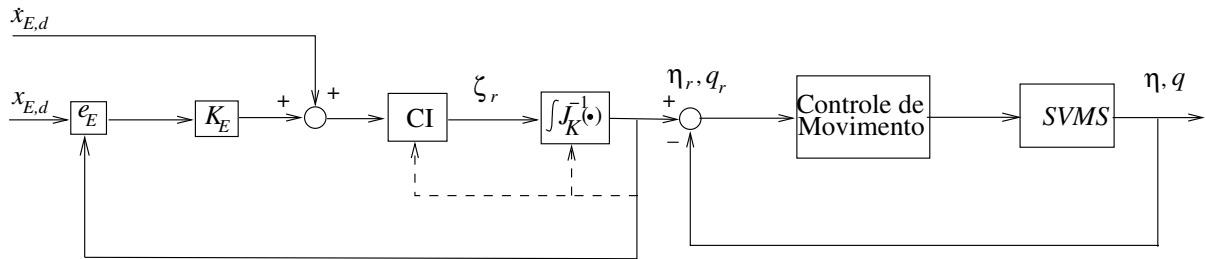 ẋ_{E,d}
x_{E,d}
e_E
K_E
+
+
CI
ζ_r
∫J_K^{-1}(•)
η_r, q_r
+
−
Controle de
Movimento
SVMS
η, q